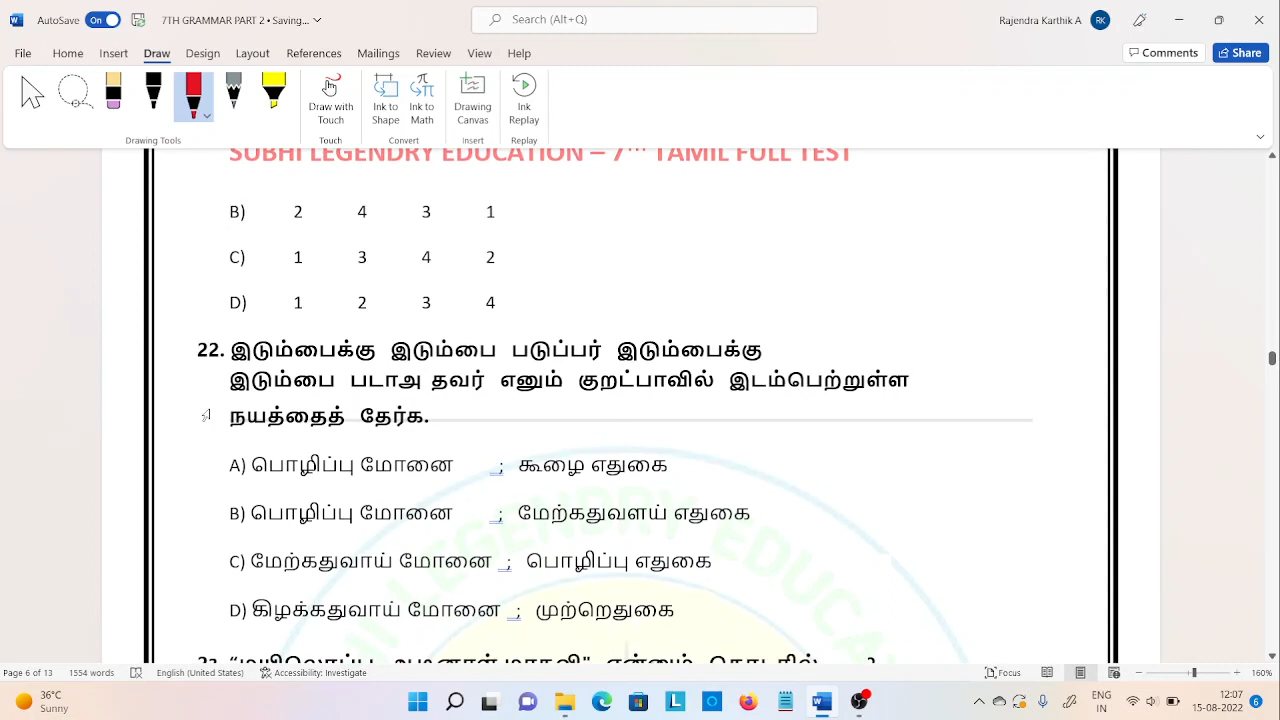 AutoSave On 7TH GRAMMAR PART 2 - Saving... Search (Alt+Q) Rajendra Karthik A RK
File Home Insert Draw Design Layout References Mailings Review View Help Comments Share
Draw with Touch Ink to Shape Ink to Math Drawing Canvas Ink Replay
Drawing Tools Touch Convert Insert Replay
SUBHI LEGENDRY EDUCATION – 7TH TAMIL FULL TEST
B) 2 4 3 1
C) 1 3 4 2
D) 1 2 3 4
22. இடும்பைக்கு இடும்பை படுப்பர் இடும்பைக்கு
இடும்பை படாஅ தவர் எனும் குறட்பாவில் இடம்பெற்றுள்ள
நயத்தைத் தேர்க.
A) பொழிப்பு மோனை ; கூழை எதுகை
B) பொழிப்பு மோனை ; மேற்கதுவளய் எதுகை
C) மேற்கதுவாய் மோனை ; பொழிப்பு எதுகை
D) கிழக்கதுவாய் மோனை ; முற்றெதுகை
Page 6 of 13 1554 words English (United States) Accessibility: Investigate Focus 160%
36°C
Sunny
ENG
IN
12:07
15-08-2022
6